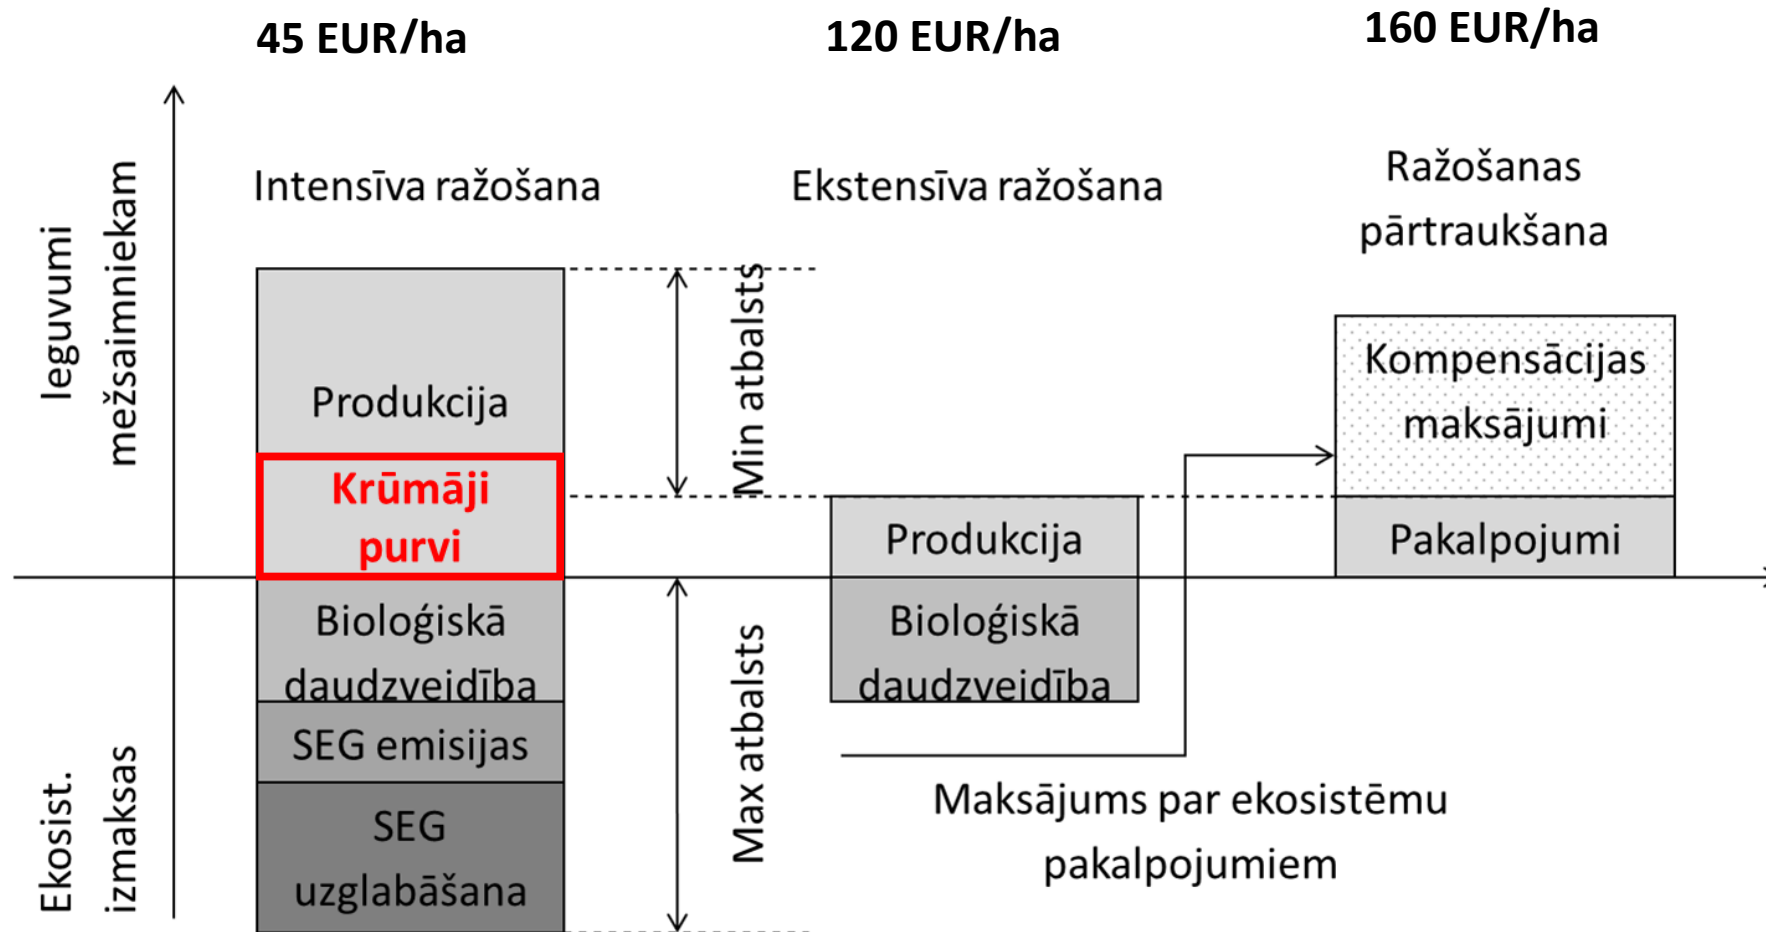 45 EUR/ha
120 EUR/ha
160 EUR/ha
Ieguvumi
mežsaimniekam
Intensīva ražošana
Ekstensīva ražošana
Ražošanas
pārtraukšana
Produkcija
Krūmāji
purvi
Min atbalsts
Produkcija
Kompensācijas
maksājumi
Pakalpojumi
Ekosist.
izmaksas
Bioloģiskā
daudzveidība
SEG emisijas
SEG
uzglabāšana
Max atbalsts
Bioloģiskā
daudzveidība
Maksājums par ekosistēmu
pakalpojumiem